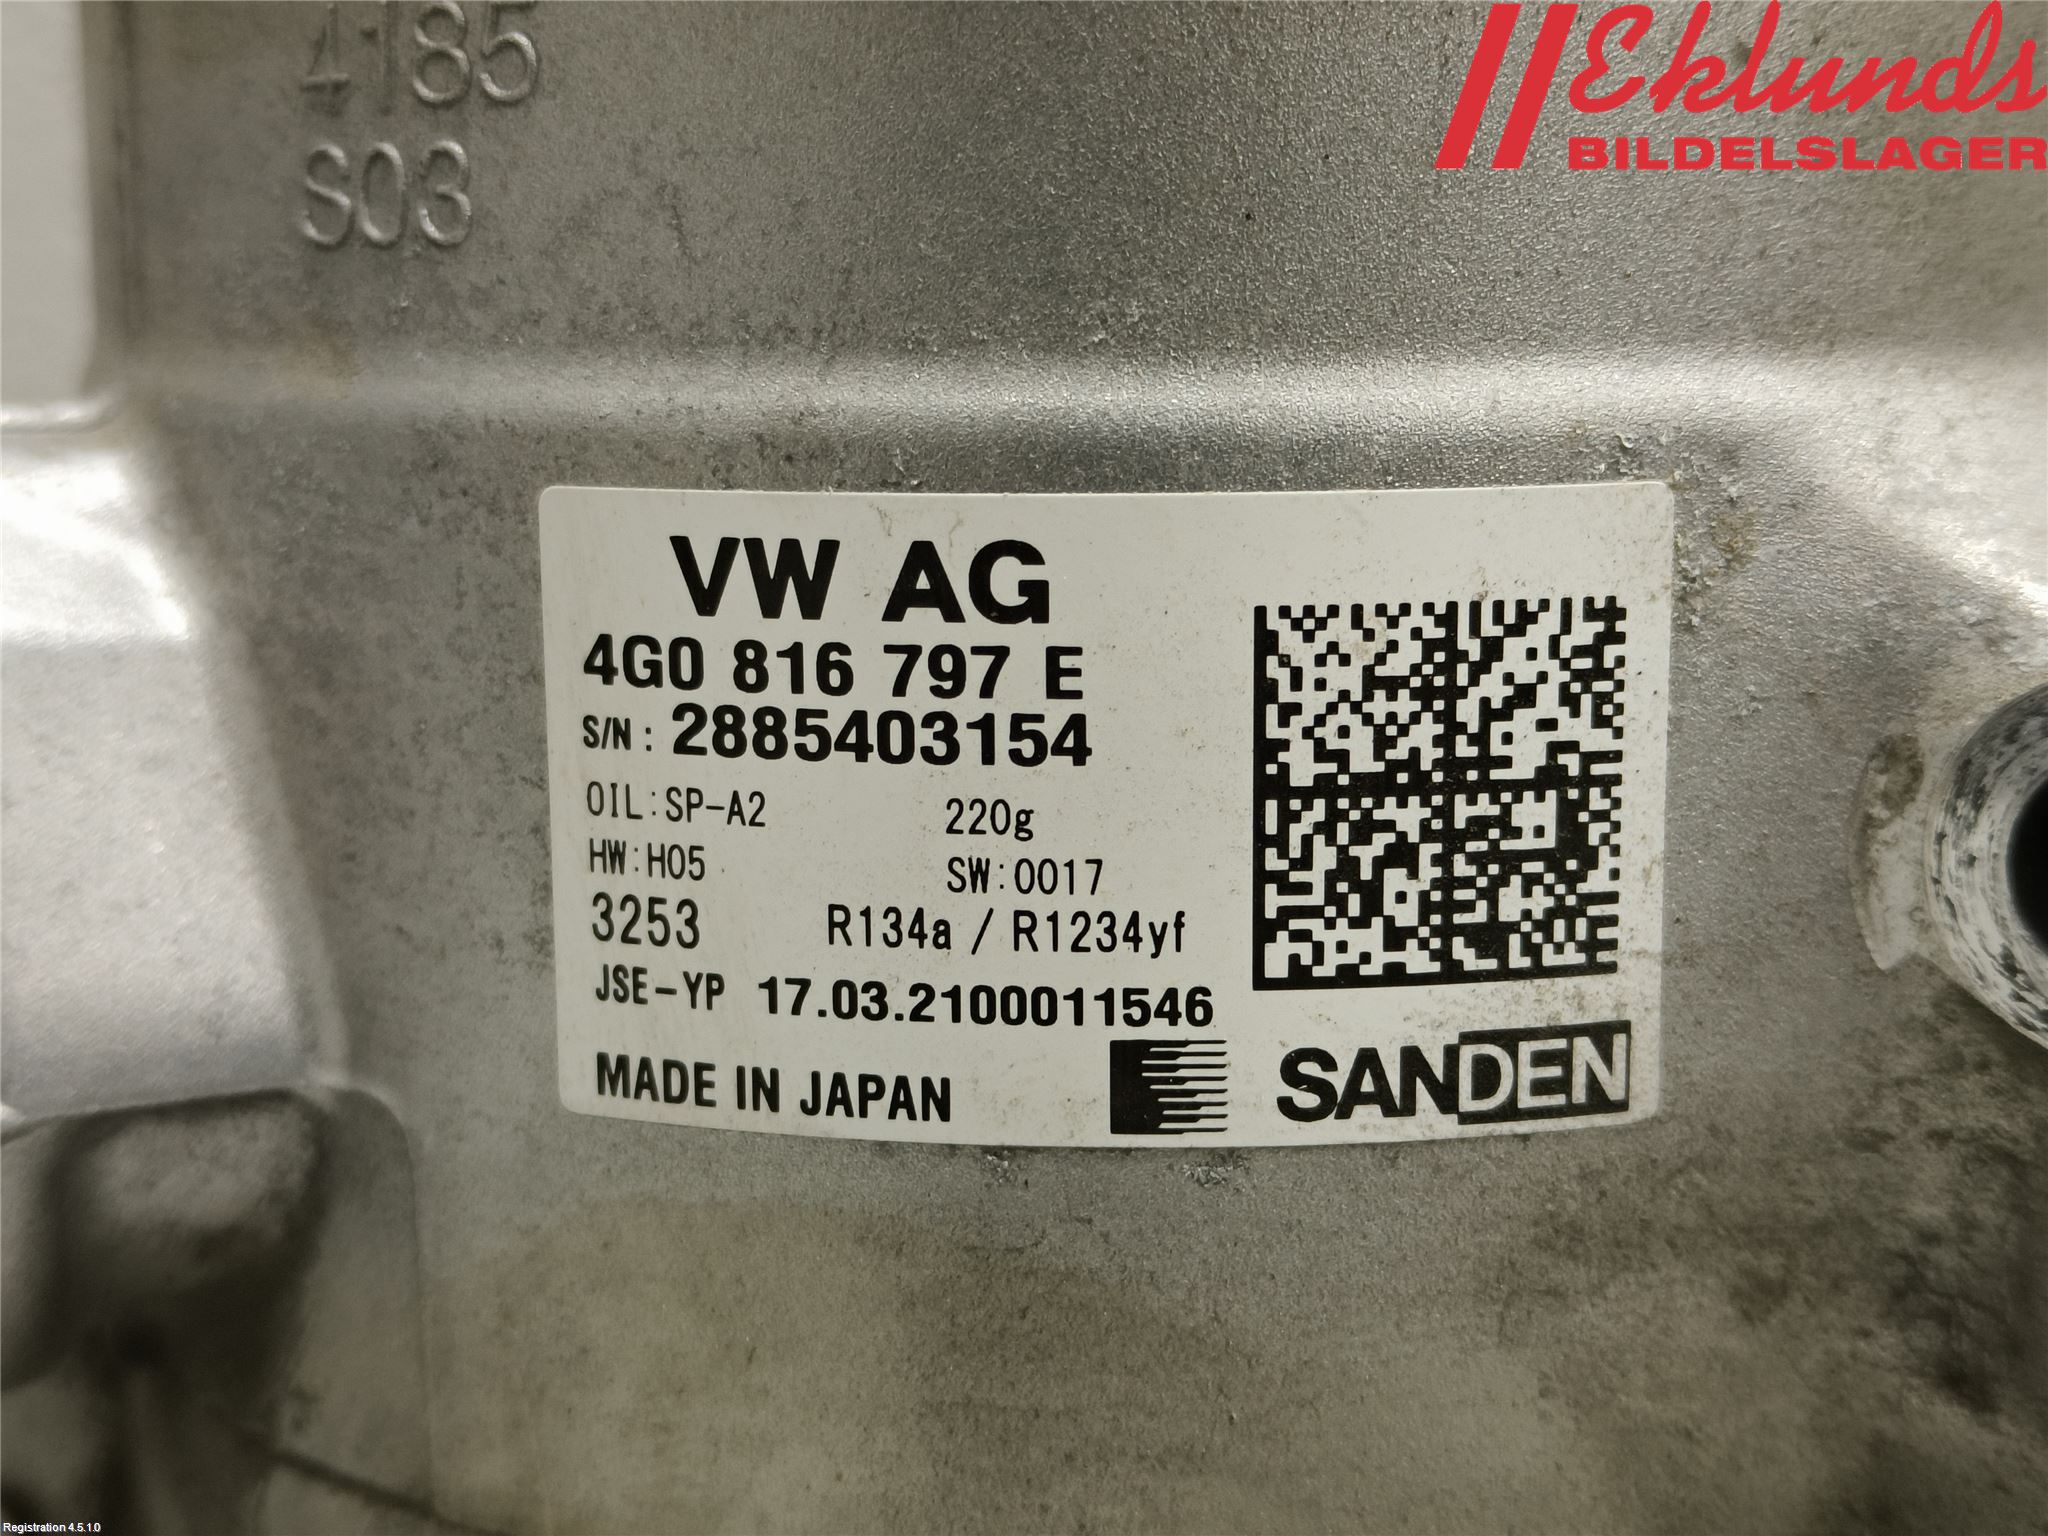 4185
S03
Eklunds
BILDELSLAGER
VW AG
4G0 816 797 E
S/N: 2885403154
OIL:SP-A2 220g
HW:H05 SW:0017
3253 R134a / R1234yf
JSE-YP 17.03.2100011546
MADE IN JAPAN SANDEN
Registration 4.5.1.0